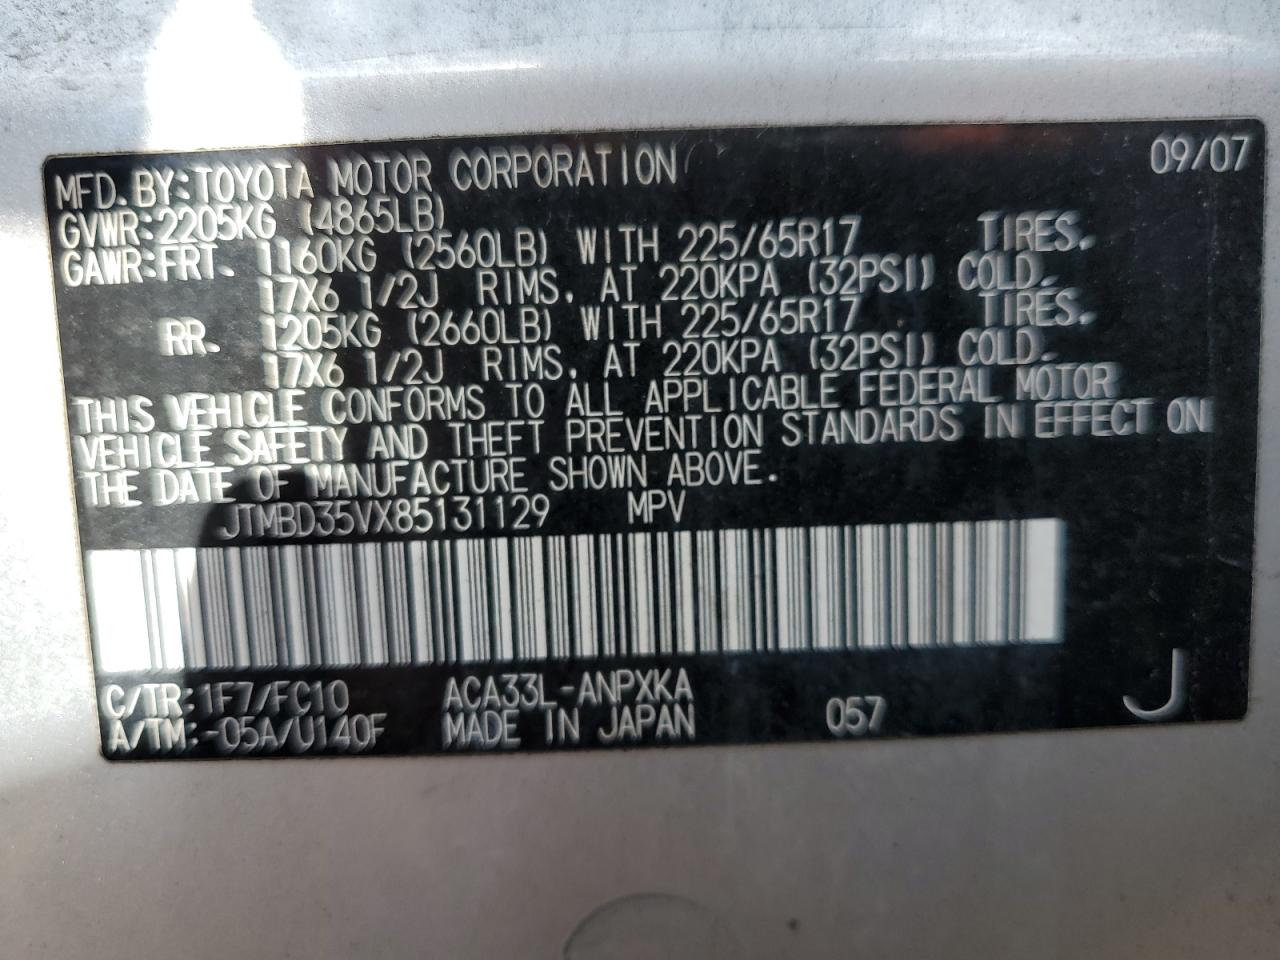 MFD. BY: TOYOTA MOTOR CORPORATION 09/07
GVWR: 2205KG (4865LB)
GAWR: FRT. 1160KG (2560LB) WITH 225/65R17 TIRES.
17X6 1/2J RIMS, AT 220KPA (32PSI) COLD.
RR. 1205KG (2660LB) WITH 225/65R17 TIRES.
17X6 1/2J RIMS, AT 220KPA (32PSI) COLD.
THIS VEHICLE CONFORMS TO ALL APPLICABLE FEDERAL MOTOR
VEHICLE SAFETY AND THEFT PREVENTION STANDARDS IN EFFECT ON
THE DATE OF MANUFACTURE SHOWN ABOVE.
JTMBD35VX85131129 MPV
C/TR: 1F7/FC10 ACA33L-ANPXKA
A/TM: -05A/U140F MADE IN JAPAN 057 J